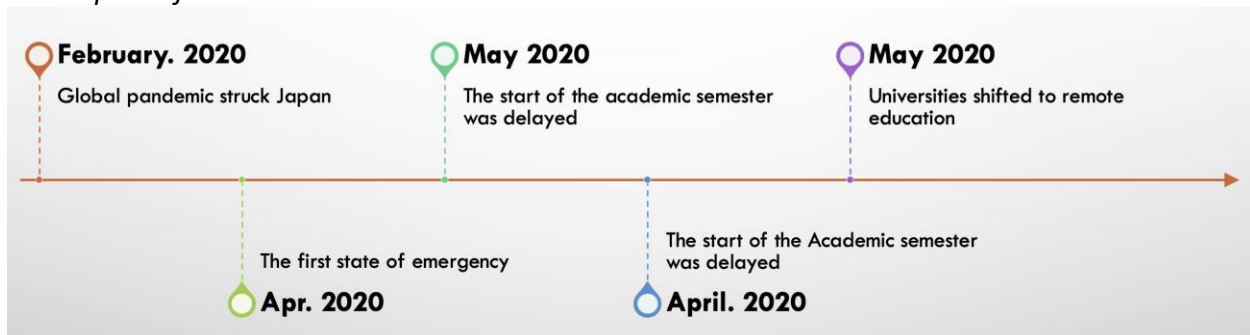 February. 2020
Global pandemic struck Japan
May 2020
The start of the academic semester
was delayed
May 2020
Universities shifted to remote
education
The first state of emergency
Apr. 2020
The start of the Academic semester
was delayed
April. 2020